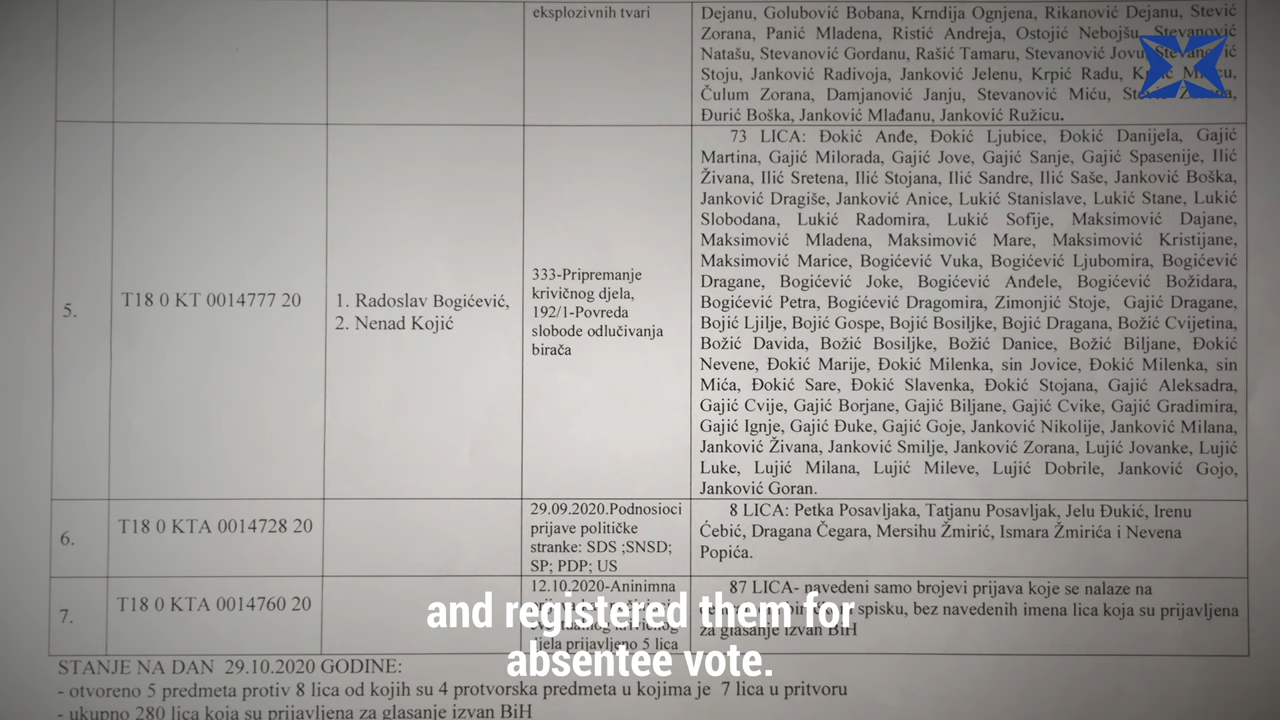 eksplozivnih tvari
Dejanu, Golubović Bobana, Krndija Ognjena, Rikanović Dejanu, Stević
Zorana, Panić Mladena, Ristić Andreja, Ostojić Nebojšu, Stevanović
Natašu, Stevanović Gordanu, Rašić Tamaru, Stevanović Jovu,
Stoju, Janković Radivoja, Janković Jelenu, Krpić Radu,
Čulum Zorana, Damjanović Janju, Stevanović Miću,
Đurić Boška, Janković Mlađanu, Janković Ružicu.
5.
T18 0 KT 0014777 20
1. Radoslav Bogićević,
2. Nenad Kojić
333-Pripremanje
krivičnog djela,
192/1-Povreda
slobode odlučivanja
birača
73 LICA: Đokić Anđe, Đokić Ljubice, Đokić Danijela, Gajić
Martina, Gajić Milorada, Gajić Jove, Gajić Sanje, Gajić Spasenije, Ilić
Živana, Ilić Sretena, Ilić Stojana, Ilić Sandre, Ilić Saše, Janković Boška,
Janković Dragiše, Janković Anice, Lukić Stanislave, Lukić Stane, Lukić
Slobodana, Lukić Radomira, Lukić Sofije, Maksimović Dajane,
Maksimović Mladena, Maksimović Mare, Maksimović Kristijane,
Maksimović Marice, Bogićević Vuka, Bogićević Ljubomira, Bogićević
Dragane, Bogićević Joke, Bogićević Anđele, Bogićević Božidara,
Bogićević Petra, Bogićević Dragomira, Zimonjić Stoje, Gajić Dragane,
Bojić Ljilje, Bojić Gospe, Bojić Bosiljke, Bojić Dragana, Božić Cvijetina,
Božić Davida, Božić Bosiljke, Božić Danice, Božić Biljane, Đokić
Nevene, Đokić Marije, Đokić Milenka, sin Jovice, Đokić Milenka, sin
Mića, Đokić Sare, Đokić Slavenka, Đokić Stojana, Gajić Aleksadra,
Gajić Cvije, Gajić Borjane, Gajić Biljane, Gajić Cvike, Gajić Gradimira,
Gajić Ignje, Gajić Đuke, Gajić Goje, Janković Nikolije, Janković Milana,
Janković Živana, Janković Smilje, Janković Zorana, Lujić Jovanke, Lujić
Luke, Lujić Milana, Lujić Mileve, Lujić Dobrile, Janković Gojo,
Janković Goran.
6.
T18 0 KTA 0014728 20
29.09.2020.Podnosioci
prijave političke
stranke: SDS ;SNSD;
SP; PDP; US
8 LICA: Petka Posavljaka, Tatjanu Posavljak, Jelu Đukić, Irenu
Ćebić, Dragana Čegara, Mersihu Žmirić, Ismara Žmirića i Nevena
Popića.
7.
T18 0 KTA 0014760 20
12.10.2020-Aninimna
djela prijavljeno 5 lica
87 LICA- navedeni samo brojevi prijava koje se nalaze na
spisku, bez navedenih imena lica koja su prijavljena
za glasanje izvan BiH
and registered them for
absentee vote.
STANJE NA DAN 29.10.2020 GODINE:
- otvoreno 5 predmeta protiv 8 lica od kojih su 4 protvorska predmeta u kojima je 7 lica u pritvoru
- ukupno 280 lica koja su prijavljena za glasanje izvan BiH